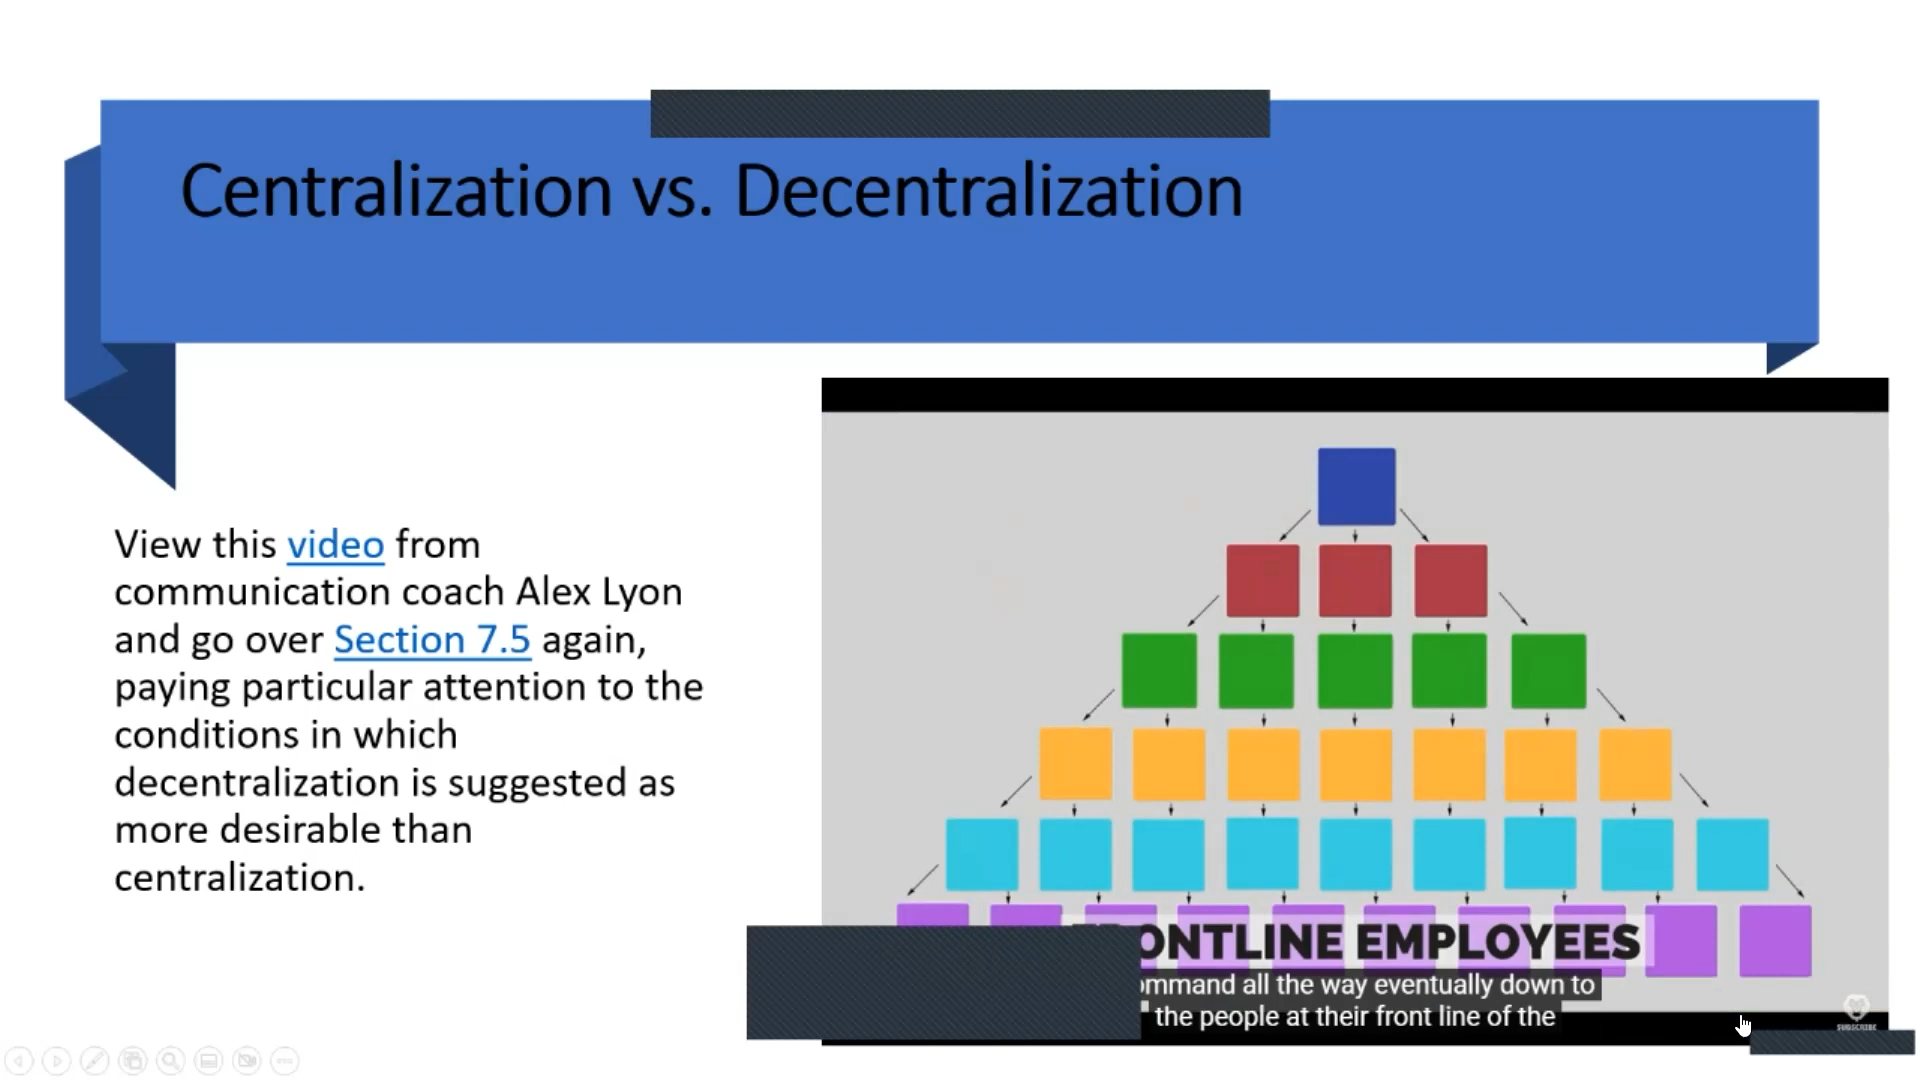 Centralization vs. Decentralization
View this video from
communication coach Alex Lyon
and go over Section 7.5 again,
paying particular attention to the
conditions in which
decentralization is suggested as
more desirable than
centralization.
EMPLOYEES
all the way eventually down to
the people at their front line of the
SUBSCRIBE